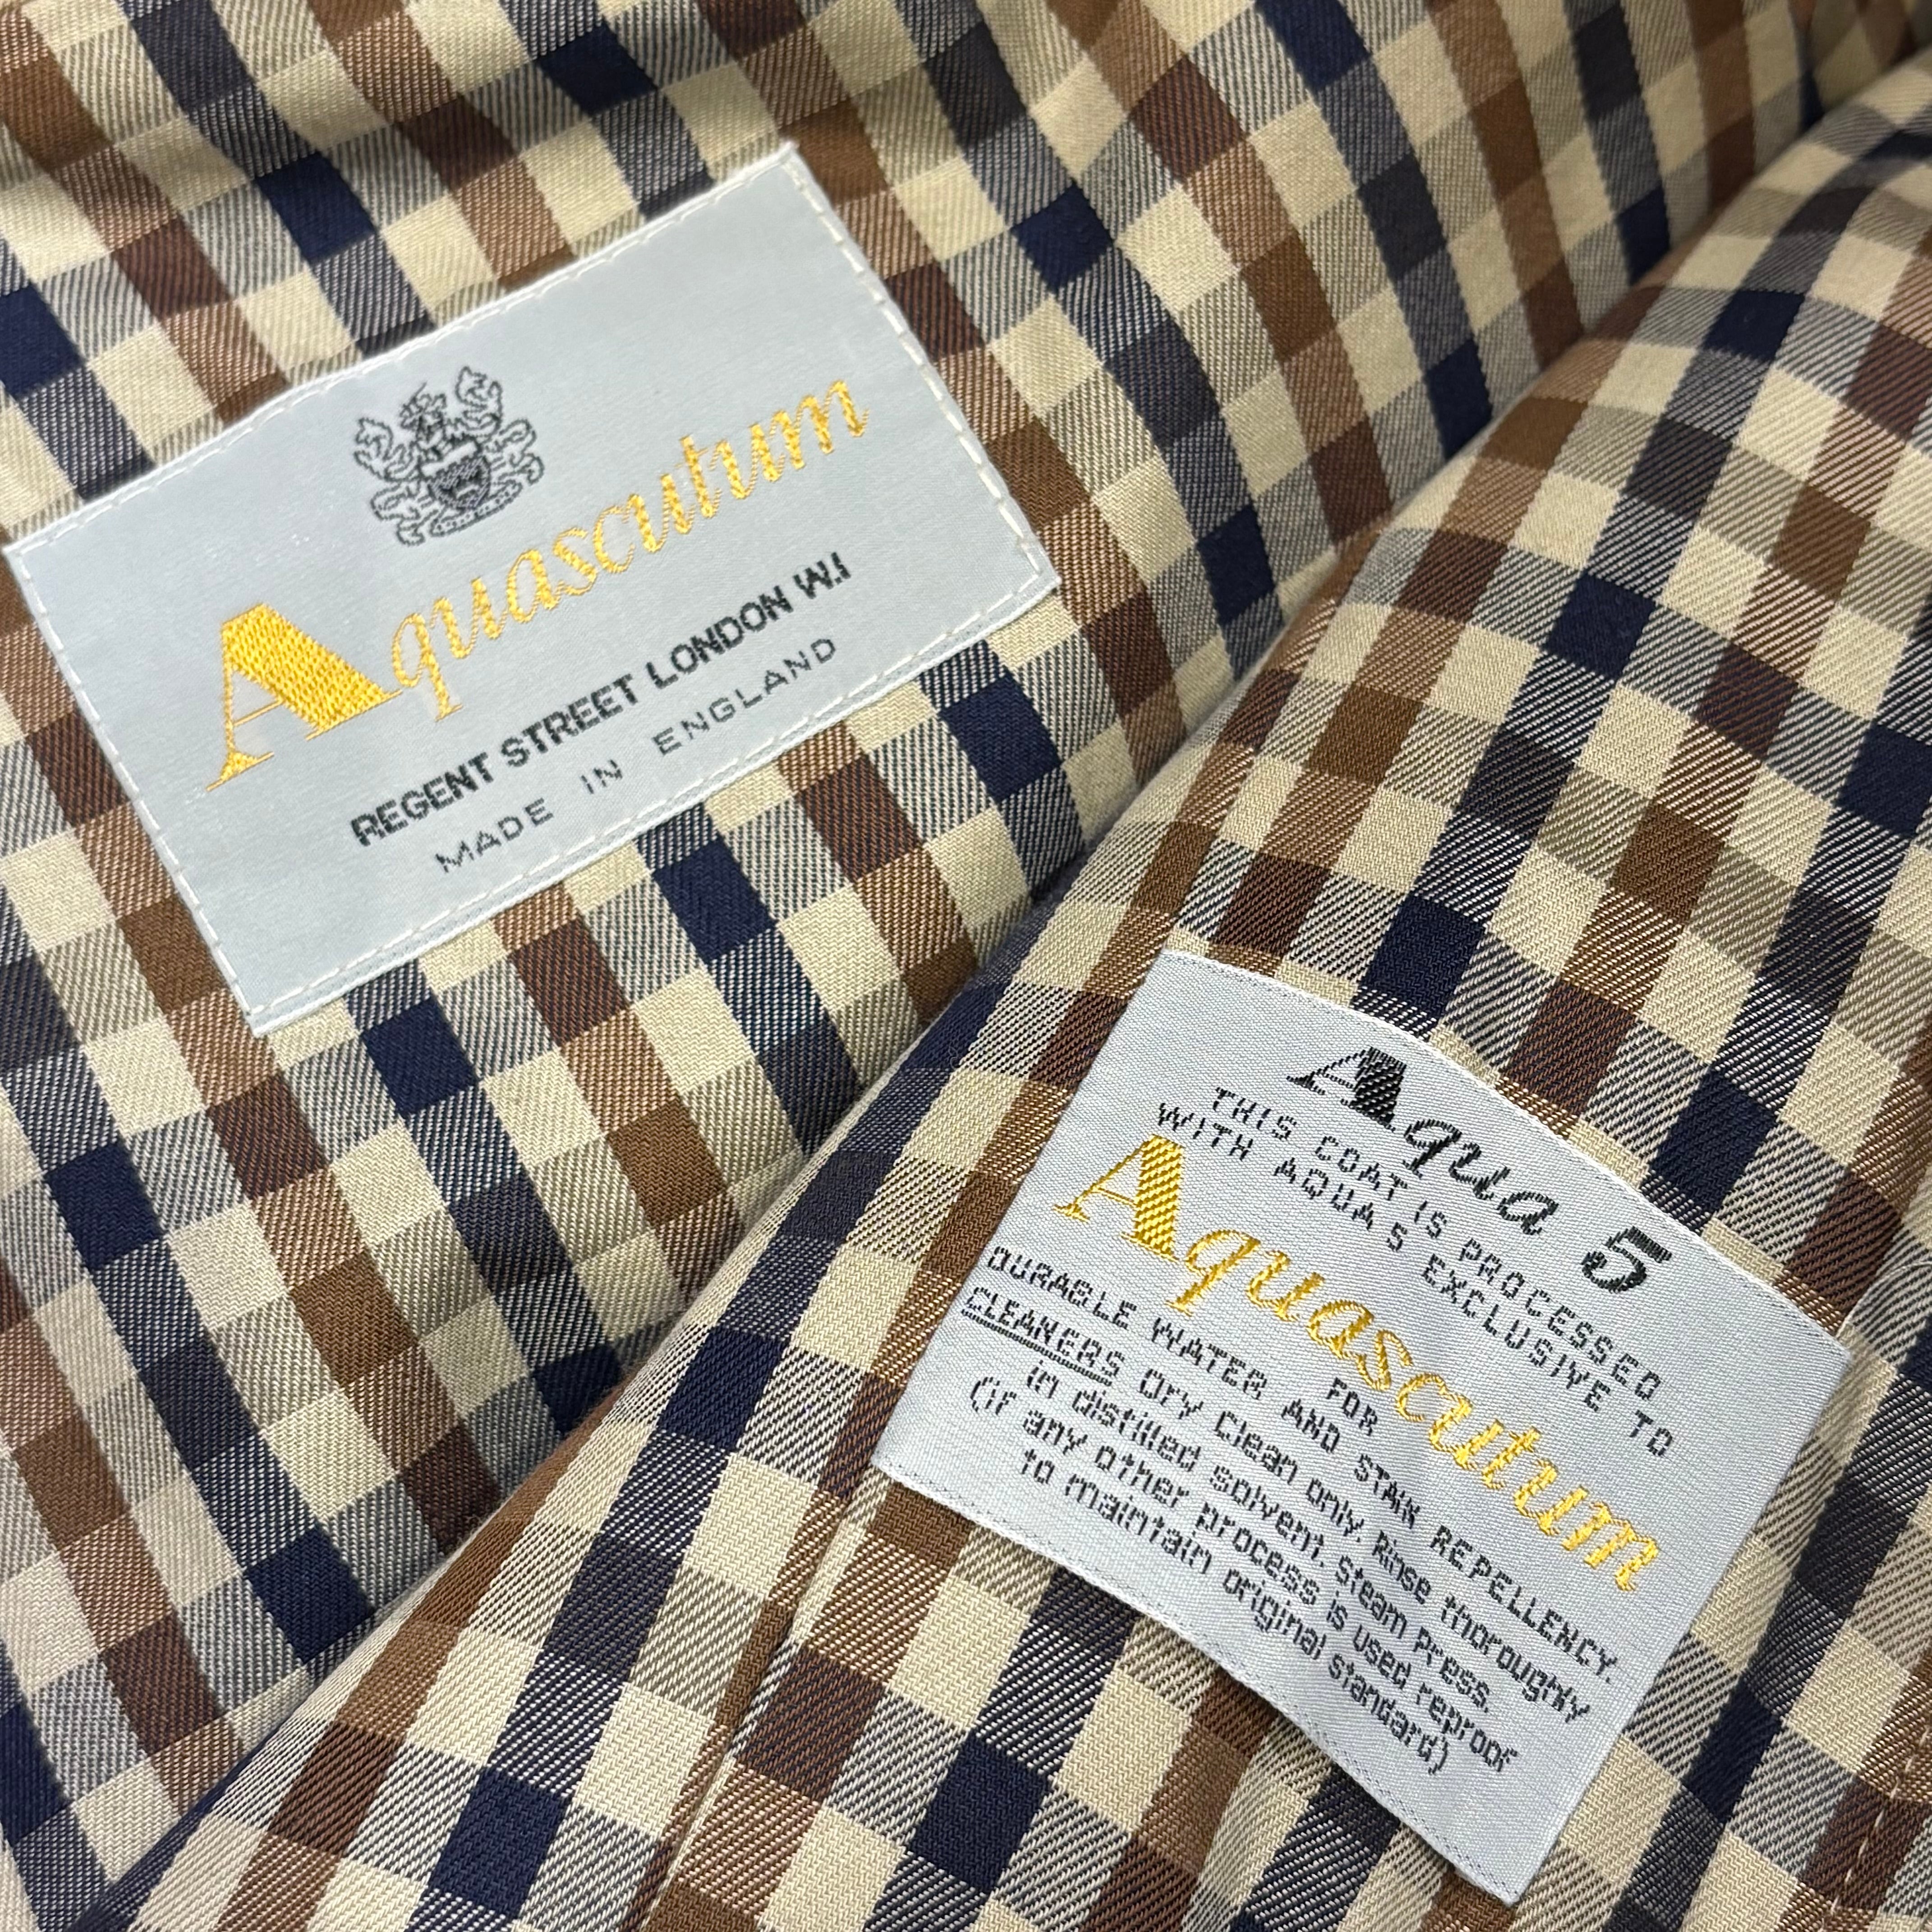 Aquascutum
REGENT STREET LONDON W.I
MADE IN ENGLAND
Aqua 5
THIS COAT IS PROCESSED
WITH AQUA 5 EXCLUSIVE TO
Aquascutum
FOR
DURABLE WATER AND STAIN REPELLENCY.
CLEANERS Dry Clean only. Rinse thoroughly
in distilled solvent. Steam Press.
(If any other process is used reproof
to maintain original standard)